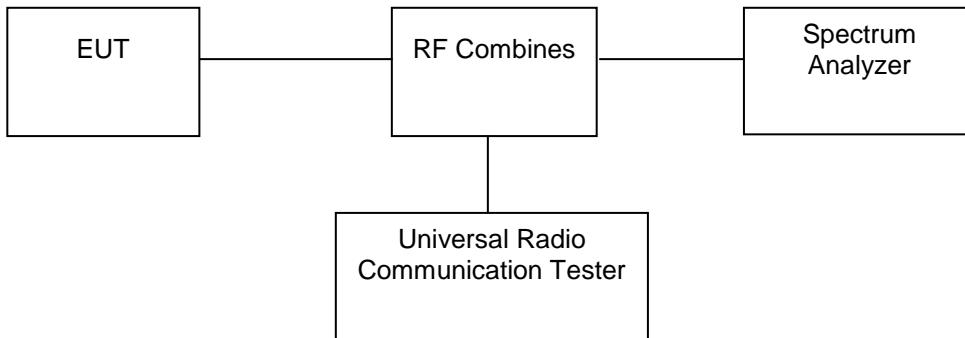 EUT
RF Combines
Spectrum
Analyzer
Universal Radio
Communication Tester